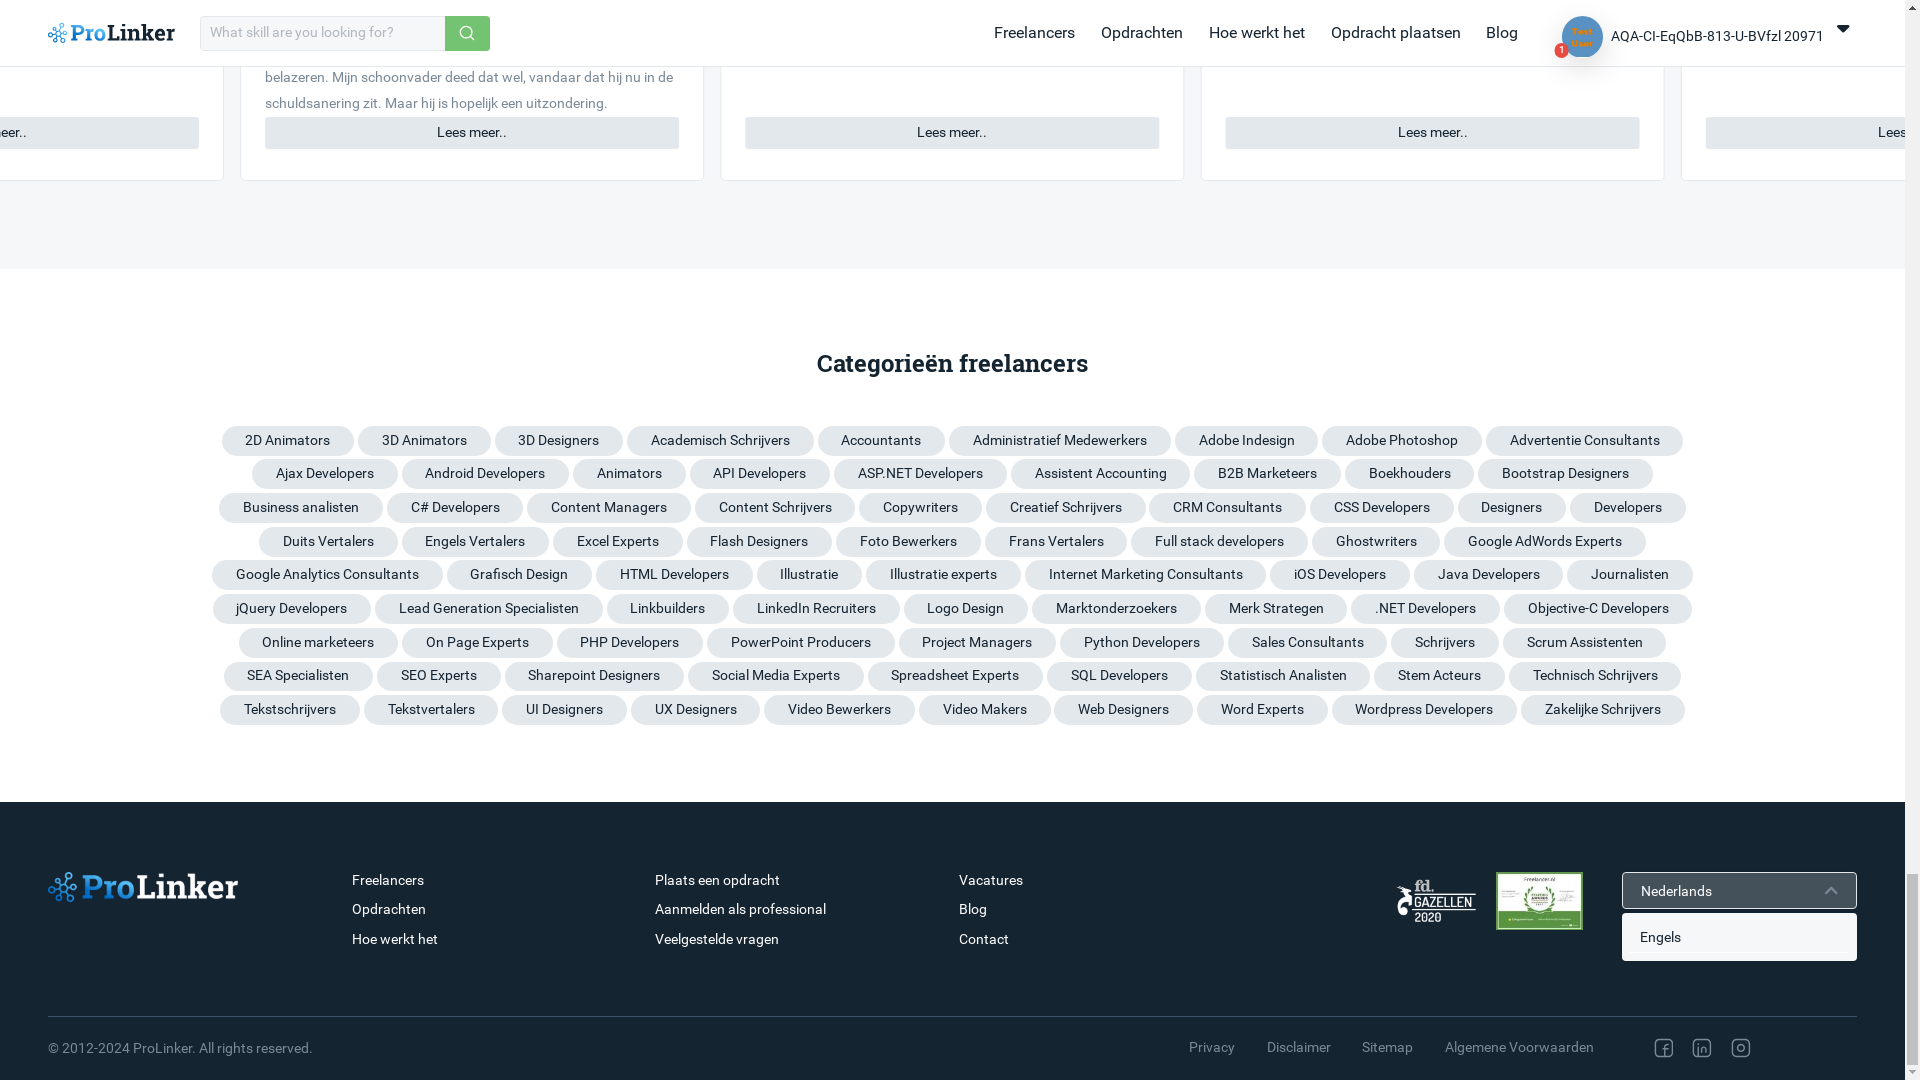 ProLinker What skill are you looking for? Freelancers Opdrachten Hoe werkt het Opdracht plaatsen Blog 1 AQA-CI-EqQbB-813-U-BVfzl 20971
belazeren. Mijn schoonvader deed dat wel, vandaar dat hij nu in de
schuldsanering zit. Maar hij is hopelijk een uitzondering.
eer.. Lees meer.. Lees meer.. Lees meer.. Lees
Categorieën freelancers
2D Animators 3D Animators 3D Designers Academisch Schrijvers Accountants Administratief Medewerkers Adobe Indesign Adobe Photoshop Advertentie Consultants
Ajax Developers Android Developers Animators API Developers ASP.NET Developers Assistent Accounting B2B Marketeers Boekhouders Bootstrap Designers
Business analisten C# Developers Content Managers Content Schrijvers Copywriters Creatief Schrijvers CRM Consultants CSS Developers Designers Developers
Duits Vertalers Engels Vertalers Excel Experts Flash Designers Foto Bewerkers Frans Vertalers Full stack developers Ghostwriters Google AdWords Experts
Google Analytics Consultants Grafisch Design HTML Developers Illustratie Illustratie experts Internet Marketing Consultants iOS Developers Java Developers Journalisten
jQuery Developers Lead Generation Specialisten Linkbuilders LinkedIn Recruiters Logo Design Marktonderzoekers Merk Strategen .NET Developers Objective-C Developers
Online marketeers On Page Experts PHP Developers PowerPoint Producers Project Managers Python Developers Sales Consultants Schrijvers Scrum Assistenten
SEA Specialisten SEO Experts Sharepoint Designers Social Media Experts Spreadsheet Experts SQL Developers Statistisch Analisten Stem Acteurs Technisch Schrijvers
Tekstschrijvers Tekstvertalers UI Designers UX Designers Video Bewerkers Video Makers Web Designers Word Experts Wordpress Developers Zakelijke Schrijvers
ProLinker Freelancers Plaats een opdracht Vacatures fd. GAZELLEN 2020 Freelancer.nl Nederlands
Opdrachten Aanmelden als professional Blog
Hoe werkt het Veelgestelde vragen Contact Engels
© 2012-2024 ProLinker. All rights reserved. Privacy Disclaimer Sitemap Algemene Voorwaarden